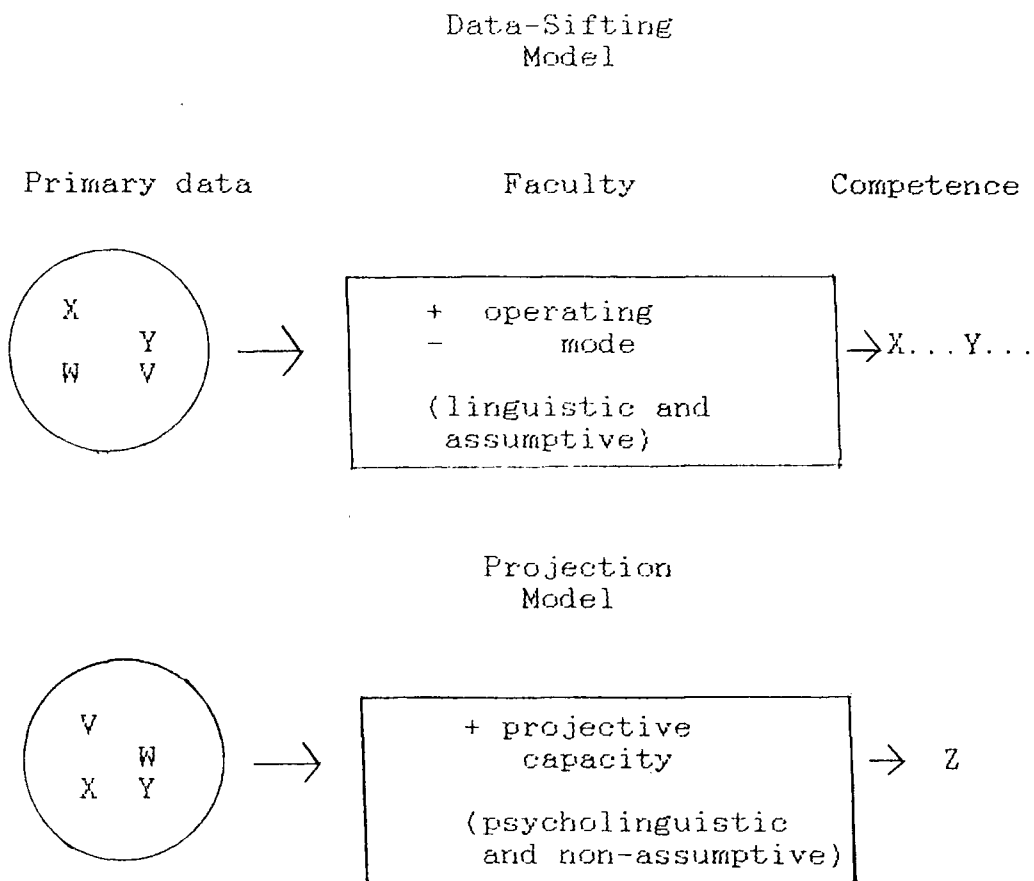 Data-Sifting
Model
Primary data Faculty Competence
X
Y
W V
+ operating
- mode
(linguistic and
assumptive)
X...Y...
Projection
Model
V
W
X Y
+ projective
capacity
(psycholinguistic
and non-assumptive)
Z